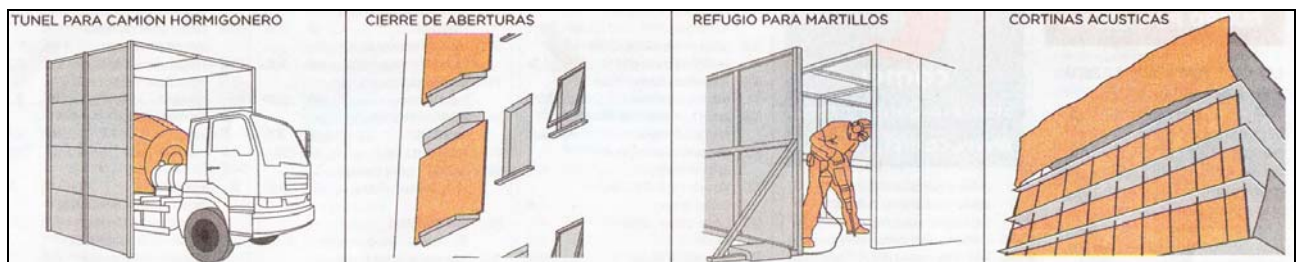 TUNEL PARA CAMION HORMIGONERO
CIERRE DE ABERTURAS
REFUGIO PARA MARTILLOS
CORTINAS ACUSTICAS